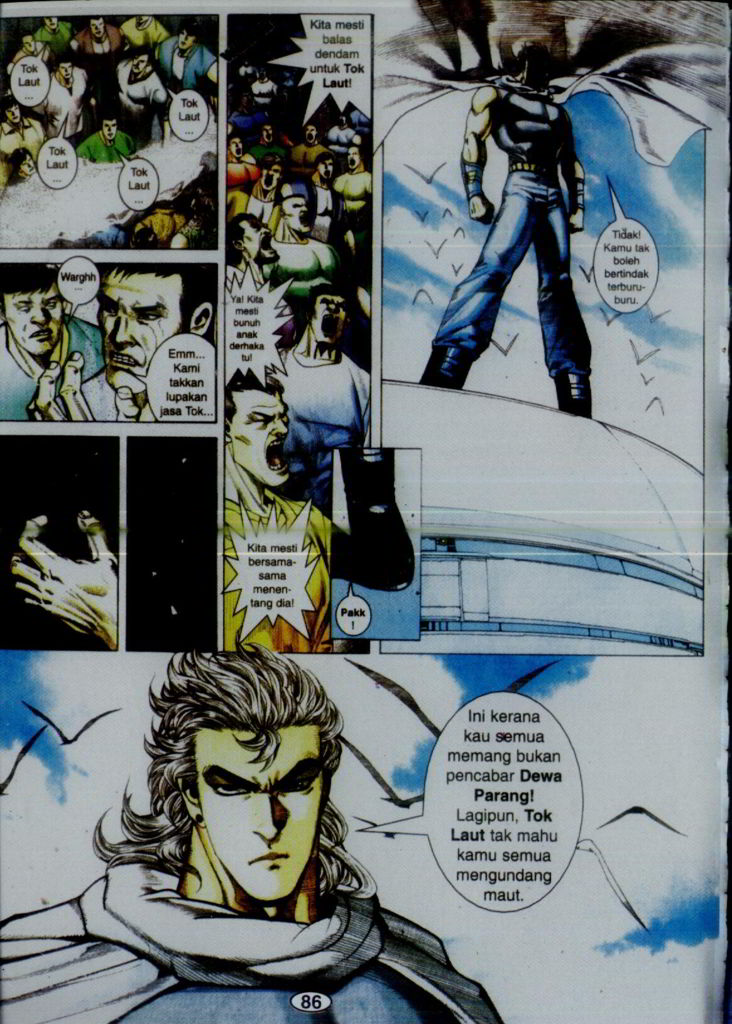 Tok
Laut
...
Tok
Laut
...
Tok
Laut
...
Tok
Laut
...
Warghh
Emm...
Kami
takkan
lupakan
jasa Tok...
Kita mesti
balas
dendam
untuk Tok
Laut!
Ya! Kita
mesti
bunuh
anak
derhaka
tu!
Kita mesti
bersama-
sama
menen-
tang dia!
Pakk
!
Tidak!
Kamu tak
boleh
bertindak
terburu-
buru.
Ini kerana
kau semua
memang bukan
pencabar Dewa
Parang!
Lagipun, Tok
Laut tak mahu
kamu semua
mengundang
maut.
86